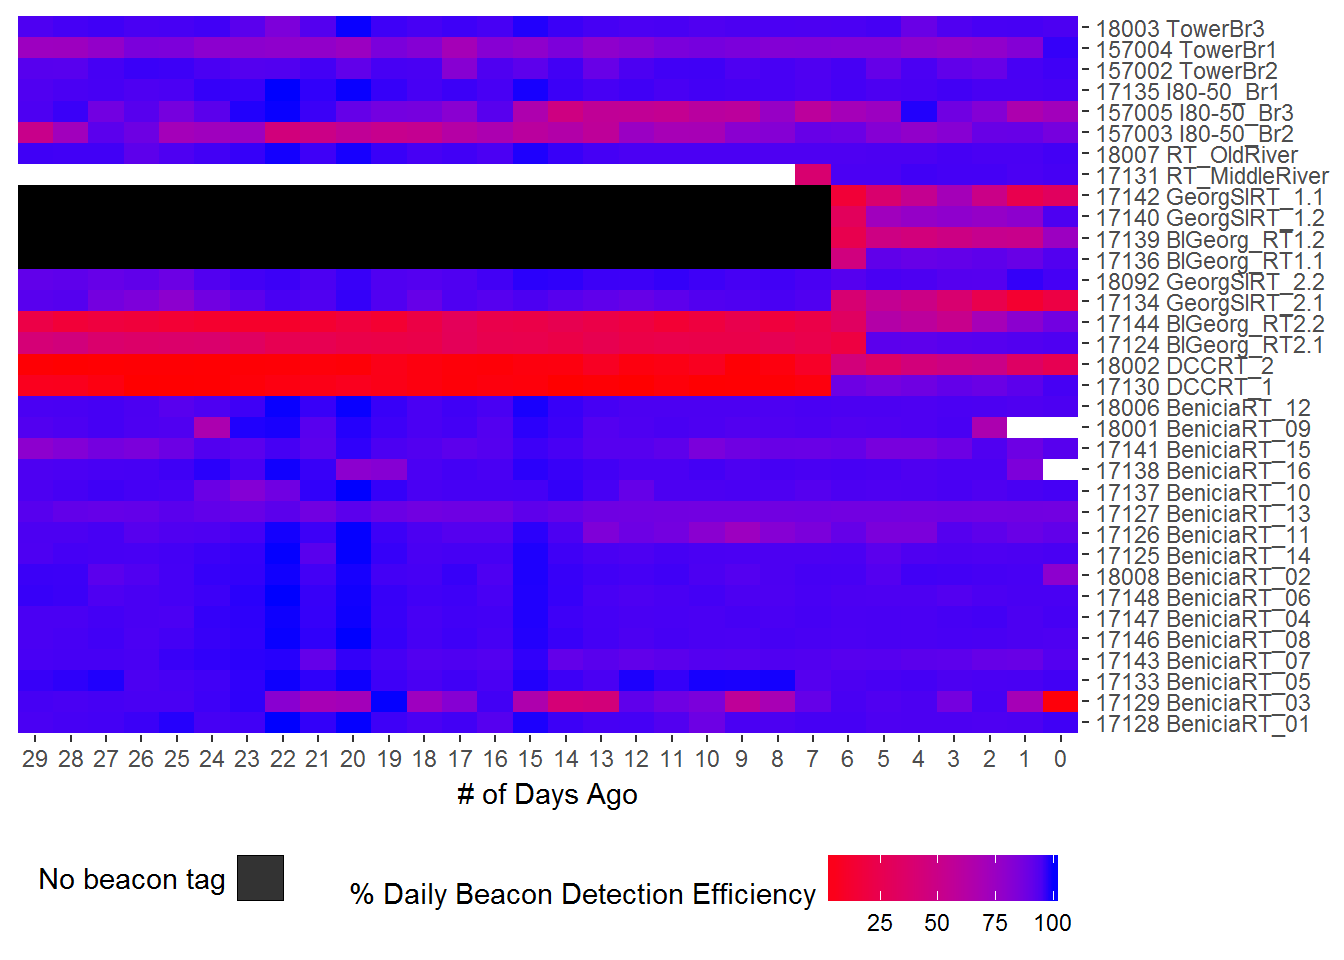 18003 TowerBr3
157004 TowerBr1
157002 TowerBr2
17135 I80-50_Br1
157005 I80-50_Br3
157003 I80-50_Br2
18007 RT_OldRiver
17131 RT_MiddleRiver
17142 GeorgSlRT_1.1
17140 GeorgSlRT_1.2
17139 BlGeorg_RT1.2
17136 BlGeorg_RT1.1
18092 GeorgSlRT_2.2
17134 GeorgSlRT_2.1
17144 BlGeorg_RT2.2
17124 BlGeorg_RT2.1
18002 DCCRT_2
17130 DCCRT_1
18006 BeniciaRT_12
18001 BeniciaRT_09
17141 BeniciaRT_15
17138 BeniciaRT_16
17137 BeniciaRT_10
17127 BeniciaRT_13
17126 BeniciaRT_11
17125 BeniciaRT_14
18008 BeniciaRT_02
17148 BeniciaRT_06
17147 BeniciaRT_04
17146 BeniciaRT_08
17143 BeniciaRT_07
17133 BeniciaRT_05
17129 BeniciaRT_03
17128 BeniciaRT_01
29 28 27 26 25 24 23 22 21 20 19 18 17 16 15 14 13 12 11 10 9 8 7 6 5 4 3 2 1 0
# of Days Ago
No beacon tag
% Daily Beacon Detection Efficiency
25 50 75 100